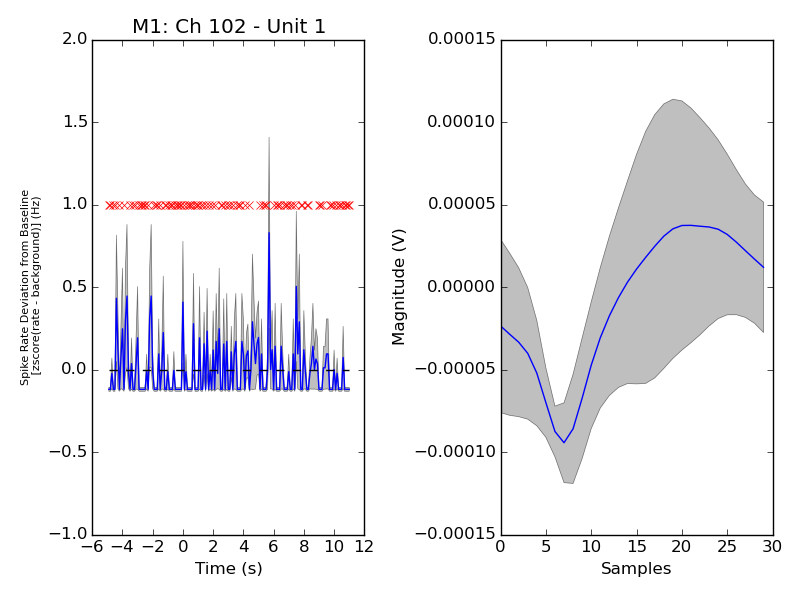 M1: Ch 102 - Unit 1
2.0
1.5
1.0
0.5
0.0
−0.5
−1.0
−6 −4 −2 0 2 4 6 8 10 12
Time (s)
Spike Rate Deviation from Baseline
[zscore(rate - background)] (Hz)
0.00015
0.00010
0.00005
0.00000
−0.00005
−0.00010
−0.00015
0 5 10 15 20 25 30
Samples
Magnitude (V)